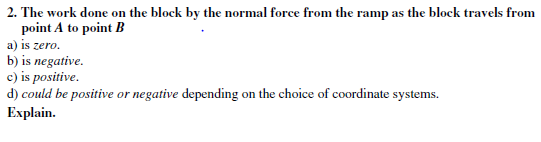 2. The work done on the block by the normal force from the ramp as the block travels from
point A to point B
a) is zero.
b) is negative.
c) is positive.
d) could be positive or negative depending on the choice of coordinate systems.
Explain.